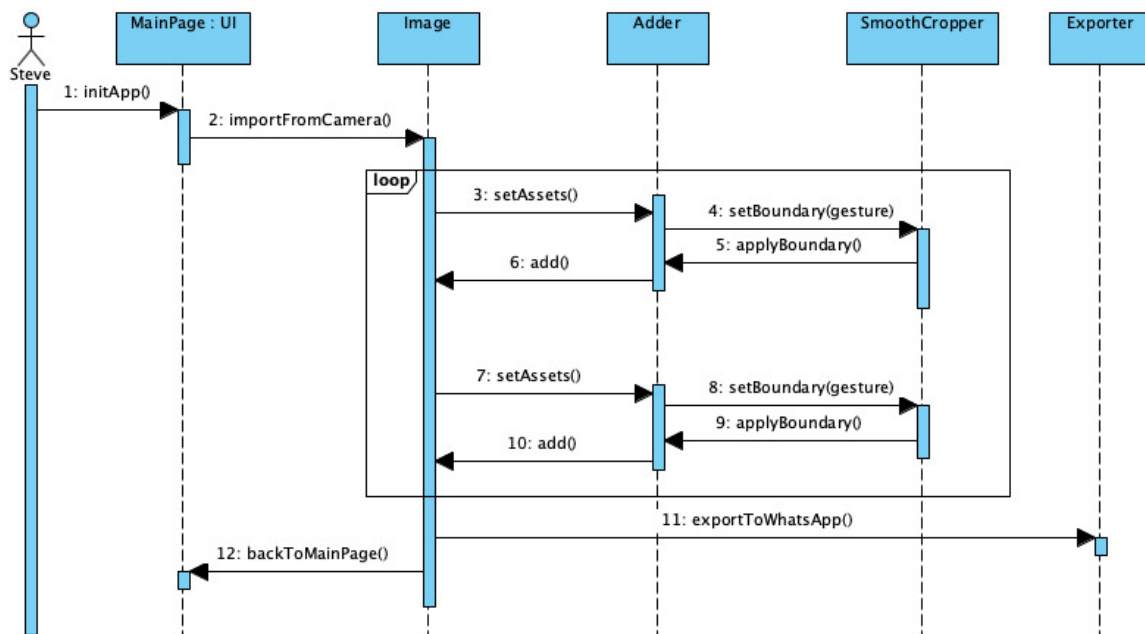 MainPage : UI
Image
Adder
SmoothCropper
Exporter
Steve
1: initApp()
2: importFromCamera()
loop
3: setAssets()
4: setBoundary(gesture)
5: applyBoundary()
6: add()
7: setAssets()
8: setBoundary(gesture)
9: applyBoundary()
10: add()
11: exportToWhatsApp()
12: backToMainPage()